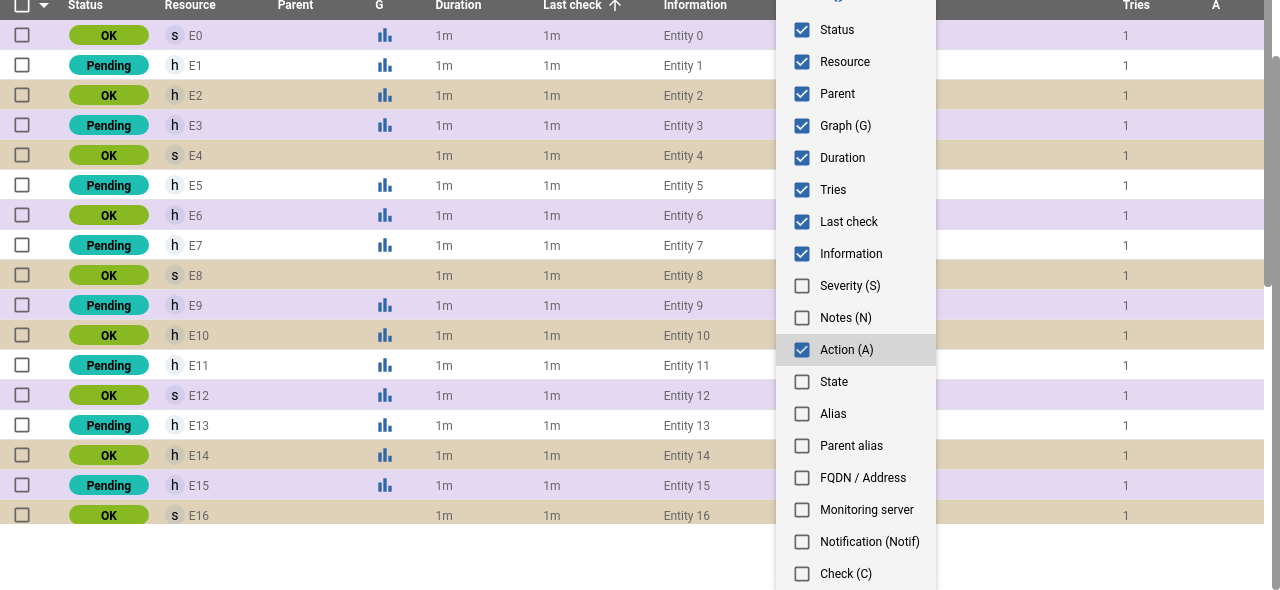 Status Resource Parent G Duration Last check Information Tries A
OK s E0 1m 1m Entity 0 1
Pending h E1 1m 1m Entity 1 1
OK h E2 1m 1m Entity 2 1
Pending h E3 1m 1m Entity 3 1
OK s E4 1m 1m Entity 4 1
Pending h E5 1m 1m Entity 5 1
OK h E6 1m 1m Entity 6 1
Pending h E7 1m 1m Entity 7 1
OK s E8 1m 1m Entity 8 1
Pending h E9 1m 1m Entity 9 1
OK h E10 1m 1m Entity 10 1
Pending h E11 1m 1m Entity 11 1
OK s E12 1m 1m Entity 12 1
Pending h E13 1m 1m Entity 13 1
OK h E14 1m 1m Entity 14 1
Pending h E15 1m 1m Entity 15 1
OK s E16 1m 1m Entity 16 1
Status
Resource
Parent
Graph (G)
Duration
Tries
Last check
Information
Severity (S)
Notes (N)
Action (A)
State
Alias
Parent alias
FQDN / Address
Monitoring server
Notification (Notif)
Check (C)